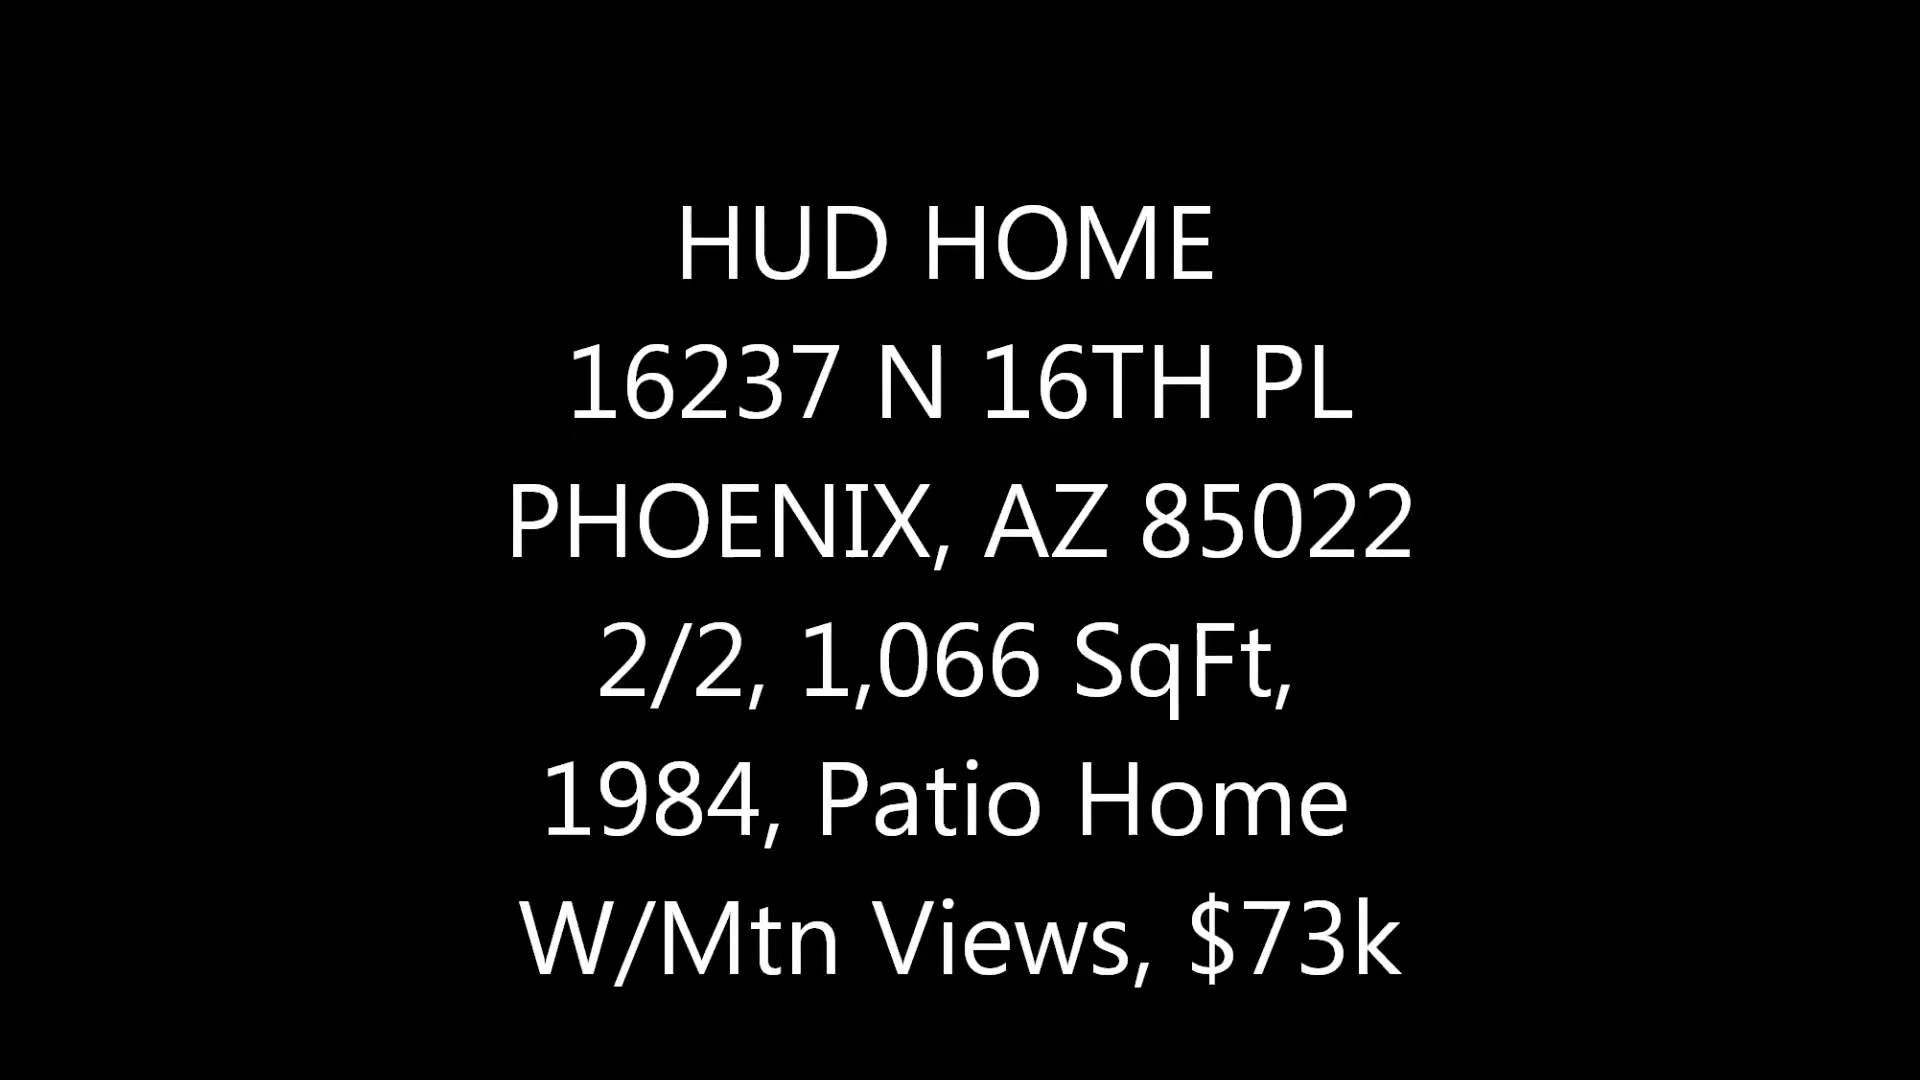 HUD HOME
16237 N 16TH PL
PHOENIX, AZ 85022
2/2, 1,066 SqFt,
1984, Patio Home
W/Mtn Views, $73k